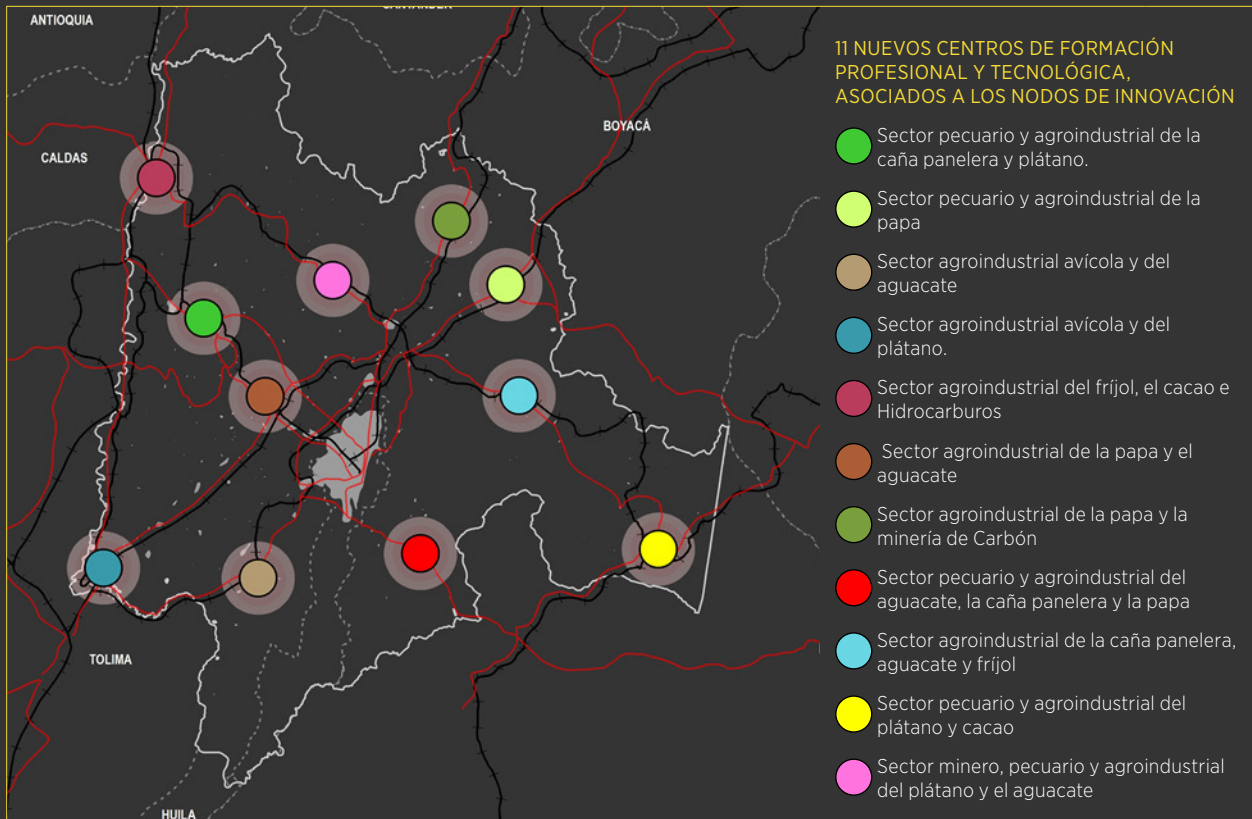 ANTIOQUIA
SANTANDER
CALDAS
BOYACÁ
TOLIMA
HUILA
11 NUEVOS CENTROS DE FORMACIÓN
PROFESIONAL Y TECNOLÓGICA,
ASOCIADOS A LOS NODOS DE INNOVACIÓN
Sector pecuario y agroindustrial de la
caña panelera y plátano.
Sector pecuario y agroindustrial de la
papa
Sector agroindustrial avícola y del
aguacate
Sector agroindustrial avícola y del
plátano.
Sector agroindustrial del fríjol, el cacao e
Hidrocarburos
Sector agroindustrial de la papa y el
aguacate
Sector agroindustrial de la papa y la
minería de Carbón
Sector pecuario y agroindustrial del
aguacate, la caña panelera y la papa
Sector agroindustrial de la caña panelera,
aguacate y fríjol
Sector pecuario y agroindustrial del
plátano y cacao
Sector minero, pecuario y agroindustrial
del plátano y el aguacate